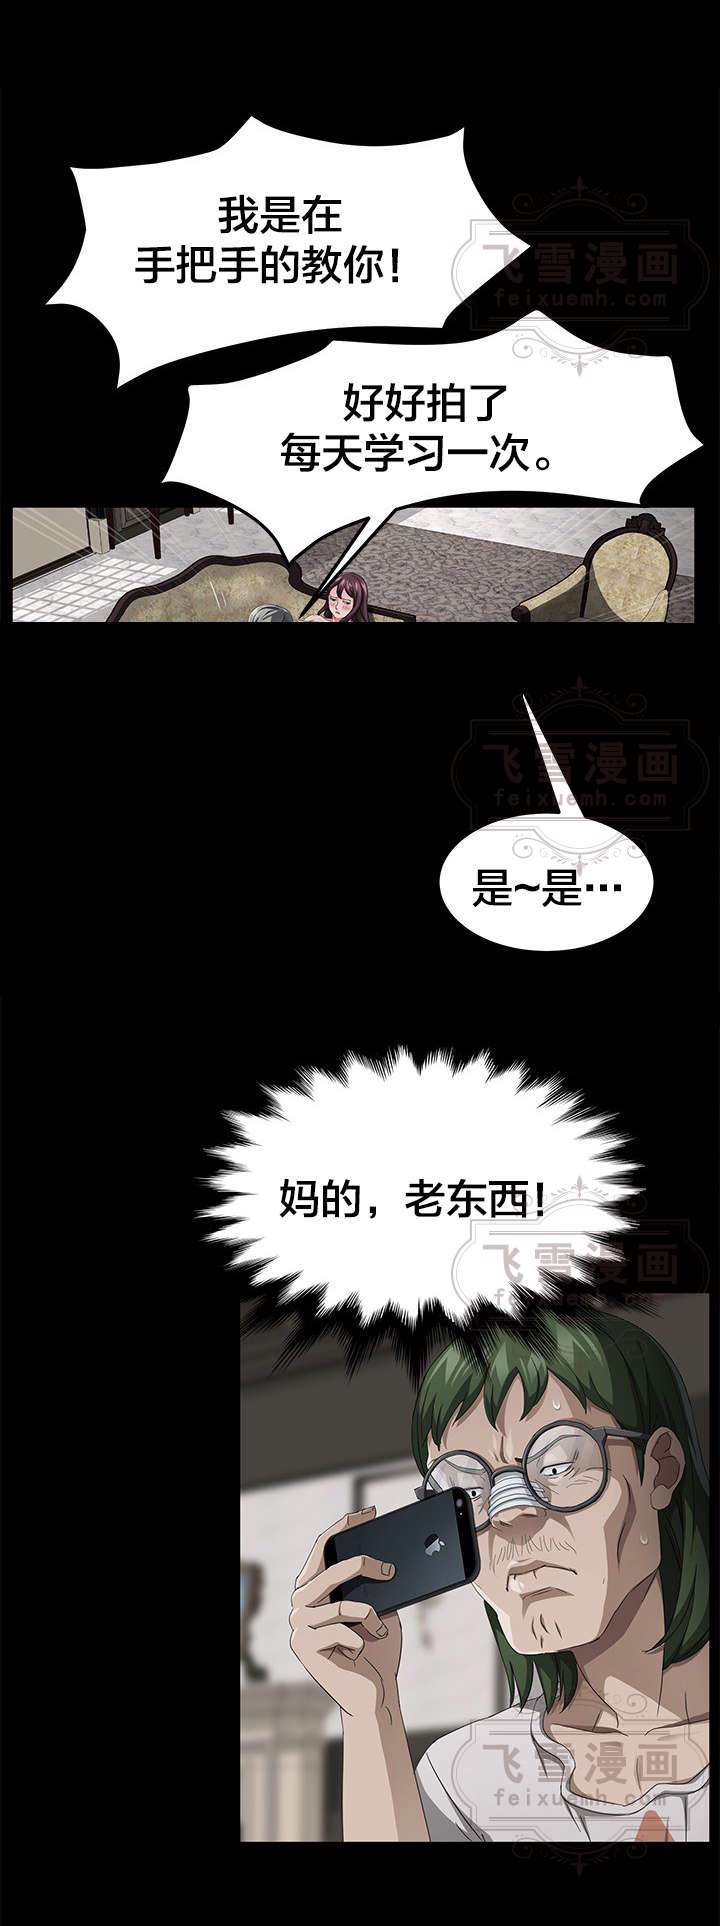 我是在
手把手的教你！
飞雪漫画
feixuemh.com
好好拍了
每天学习一次。
飞雪漫画
feixuemh.com
是~是…
妈的，老东西！
飞雪漫画
feixuemh.com
飞雪漫画
feixuemh.com